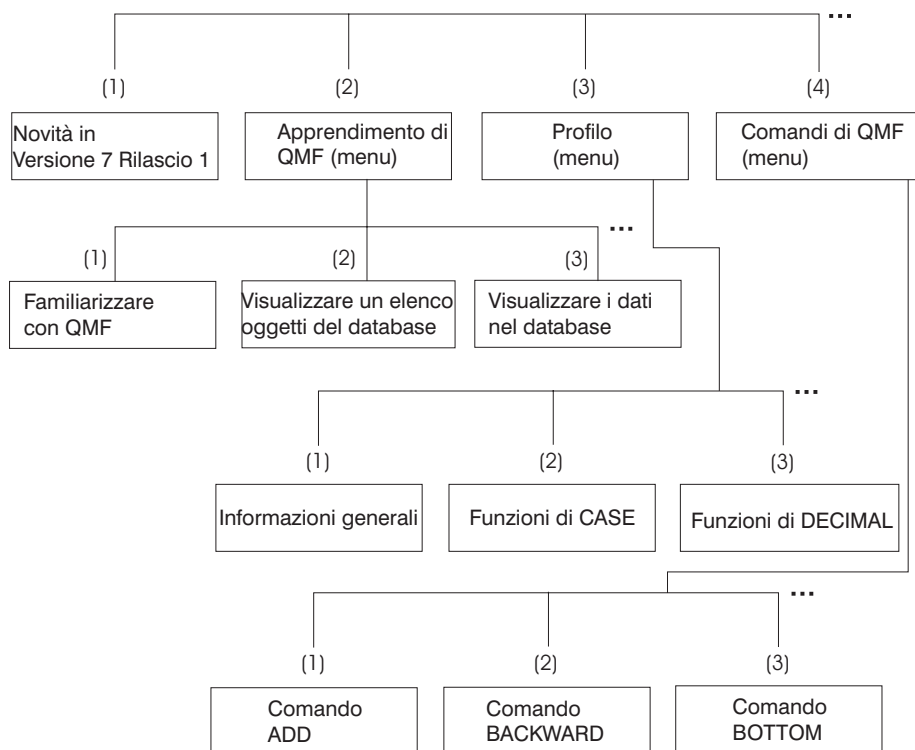 ...
(1) (2) (3) (4)
Novità in
Versione 7 Rilascio 1
Apprendimento di
QMF (menu)
Profilo
(menu)
Comandi di QMF
(menu)
...
(1) (2) (3)
Familiarizzare
con QMF
Visualizzare un elenco
oggetti del database
Visualizzare i dati
nel database
...
(1) (2) (3)
Informazioni generali
Funzioni di CASE
Funzioni di DECIMAL
...
(1) (2) (3)
Comando
ADD
Comando
BACKWARD
Comando
BOTTOM